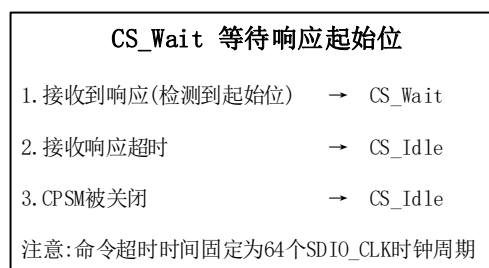 CS_Wait 等待响应起始位
1.接收到响应(检测到起始位) → CS_Wait
2.接收响应超时 → CS_Idle
3.CPSM被关闭 → CS_Idle
注意:命令超时时间固定为64个SDIO_CLK时钟周期